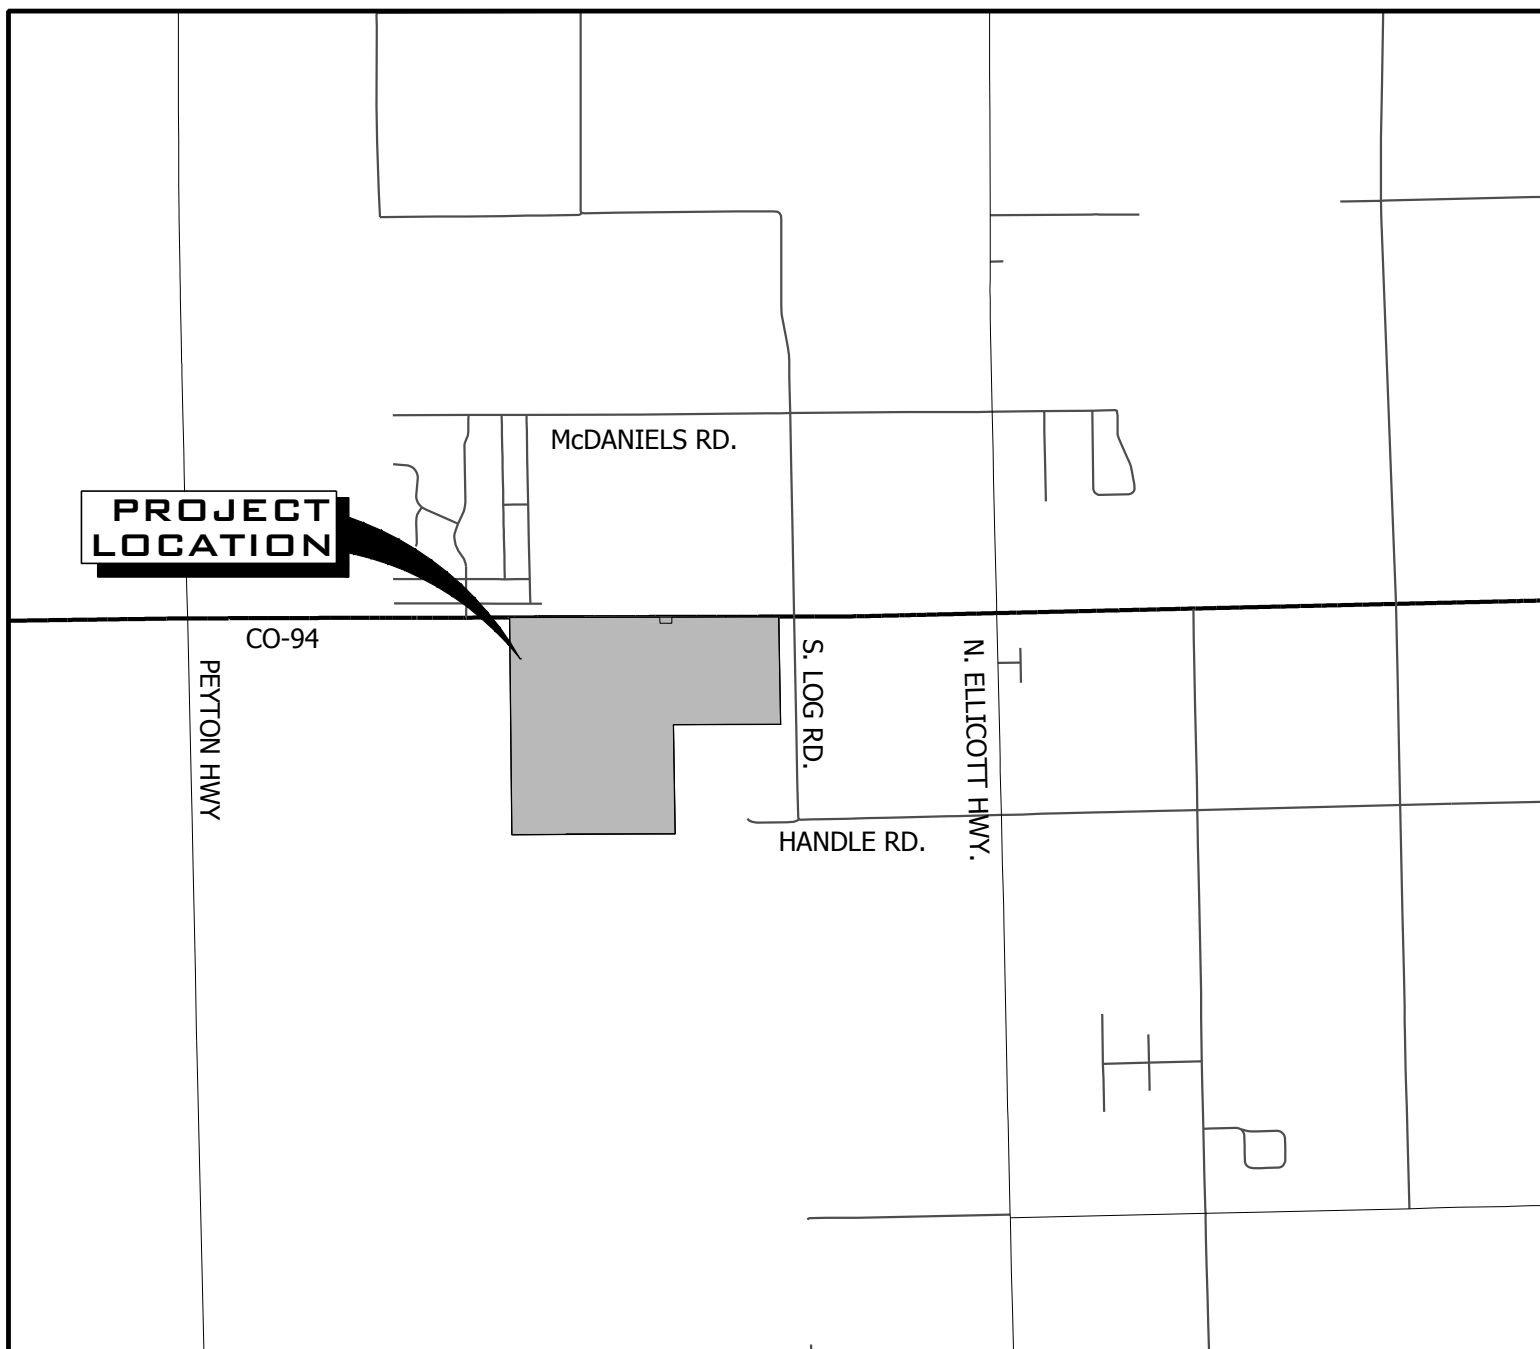 McDANIELS RD.
PROJECT
LOCATION
CO-94
PEYTON HWY
S. LOG RD.
N. ELLICOTT HWY.
HANDLE RD.